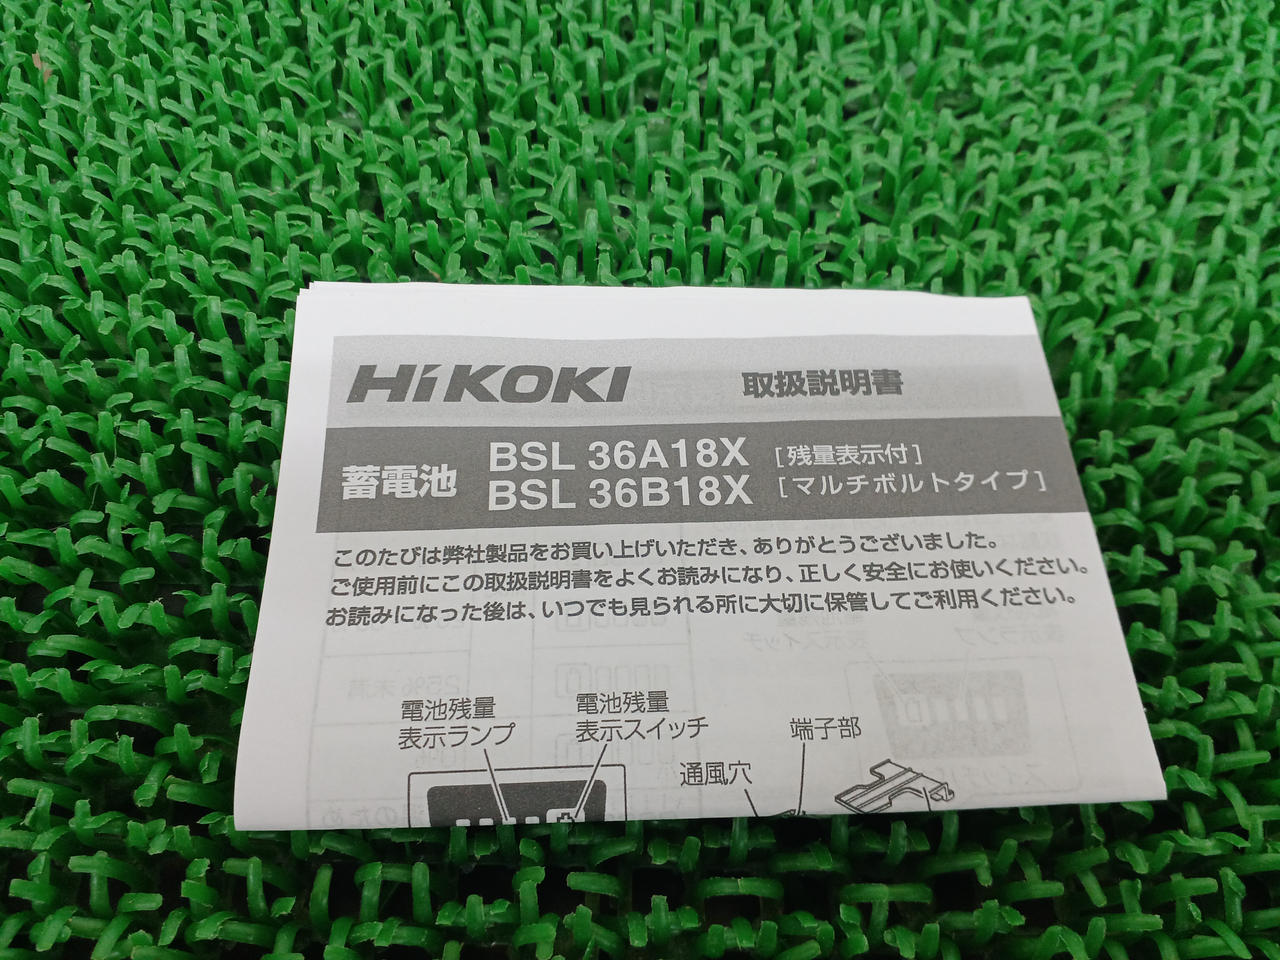 HiKOKI 取扱説明書
蓄電池
BSL 36A18X [残量表示付]
BSL 36B18X [マルチボルトタイプ]
このたびは弊社製品をお買い上げいただき、ありがとうございました。
ご使用前にこの取扱説明書をよくお読みになり、正しく安全にお使いください。
お読みになった後は、いつでも見られる所に大切に保管してご利用ください。
電池残量
表示ランプ
電池残量
表示スイッチ
端子部
通風穴